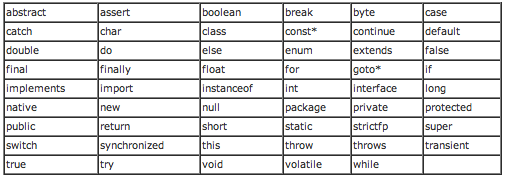 abstract assert boolean break byte case
catch char class const* continue default
double do else enum extends false
final finally float for goto* if
implements import instanceof int interface long
native new null package private protected
public return short static strictfp super
switch synchronized this throw throws transient
true try void volatile while